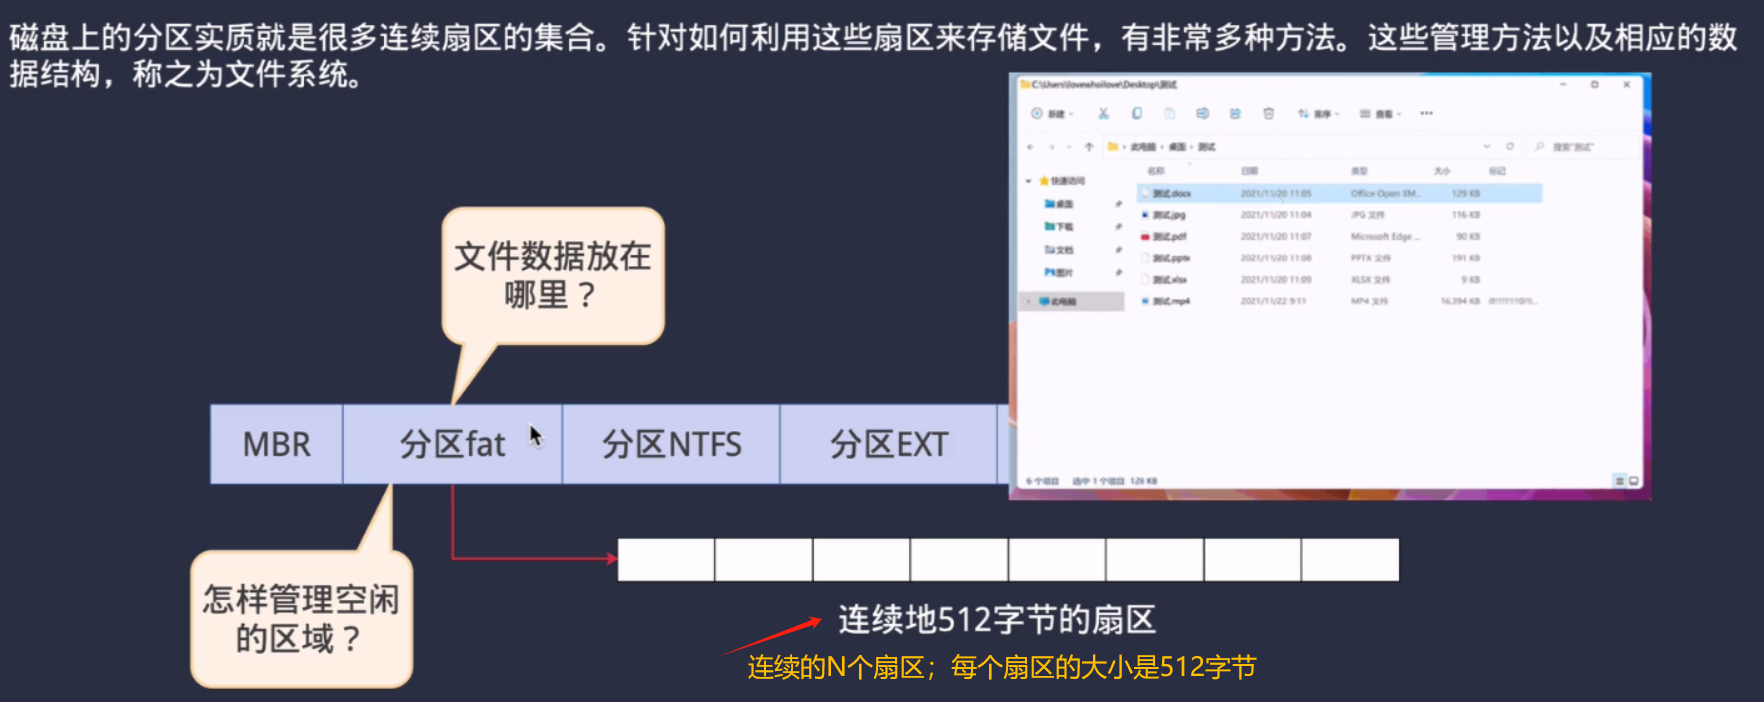 磁盘上的分区实质就是很多连续扇区的集合。针对如何利用这些扇区来存储文件，有非常多种方法。这些管理方法以及相应的数
据结构，称之为文件系统。
C:\Users\lovewhoilove\Desktop\测试
新建 排序 查看
此电脑 桌面 测试 搜索"测试"
名称 日期 类型 大小 标记
快速访问
桌面
下载
文档
图片
此电脑
测试.docx 2021/11/20 11:05 Office Open XM... 129 KB
测试.jpg 2021/11/20 11:04 JPG 文件 116 KB
测试.pdf 2021/11/20 11:07 Microsoft Edge ... 90 KB
测试.pptx 2021/11/20 11:08 PPTX 文件 191 KB
测试.xlsx 2021/11/20 11:09 XLSX 文件 9 KB
测试.mp4 2021/11/22 9:11 MP4 文件 16,394 KB
6 个项目 选中 1 个项目 128 KB
文件数据放在
哪里？
MBR 分区fat 分区NTFS 分区EXT
怎样管理空闲
的区域？
连续地512字节的扇区
连续的N个扇区；每个扇区的大小是512字节